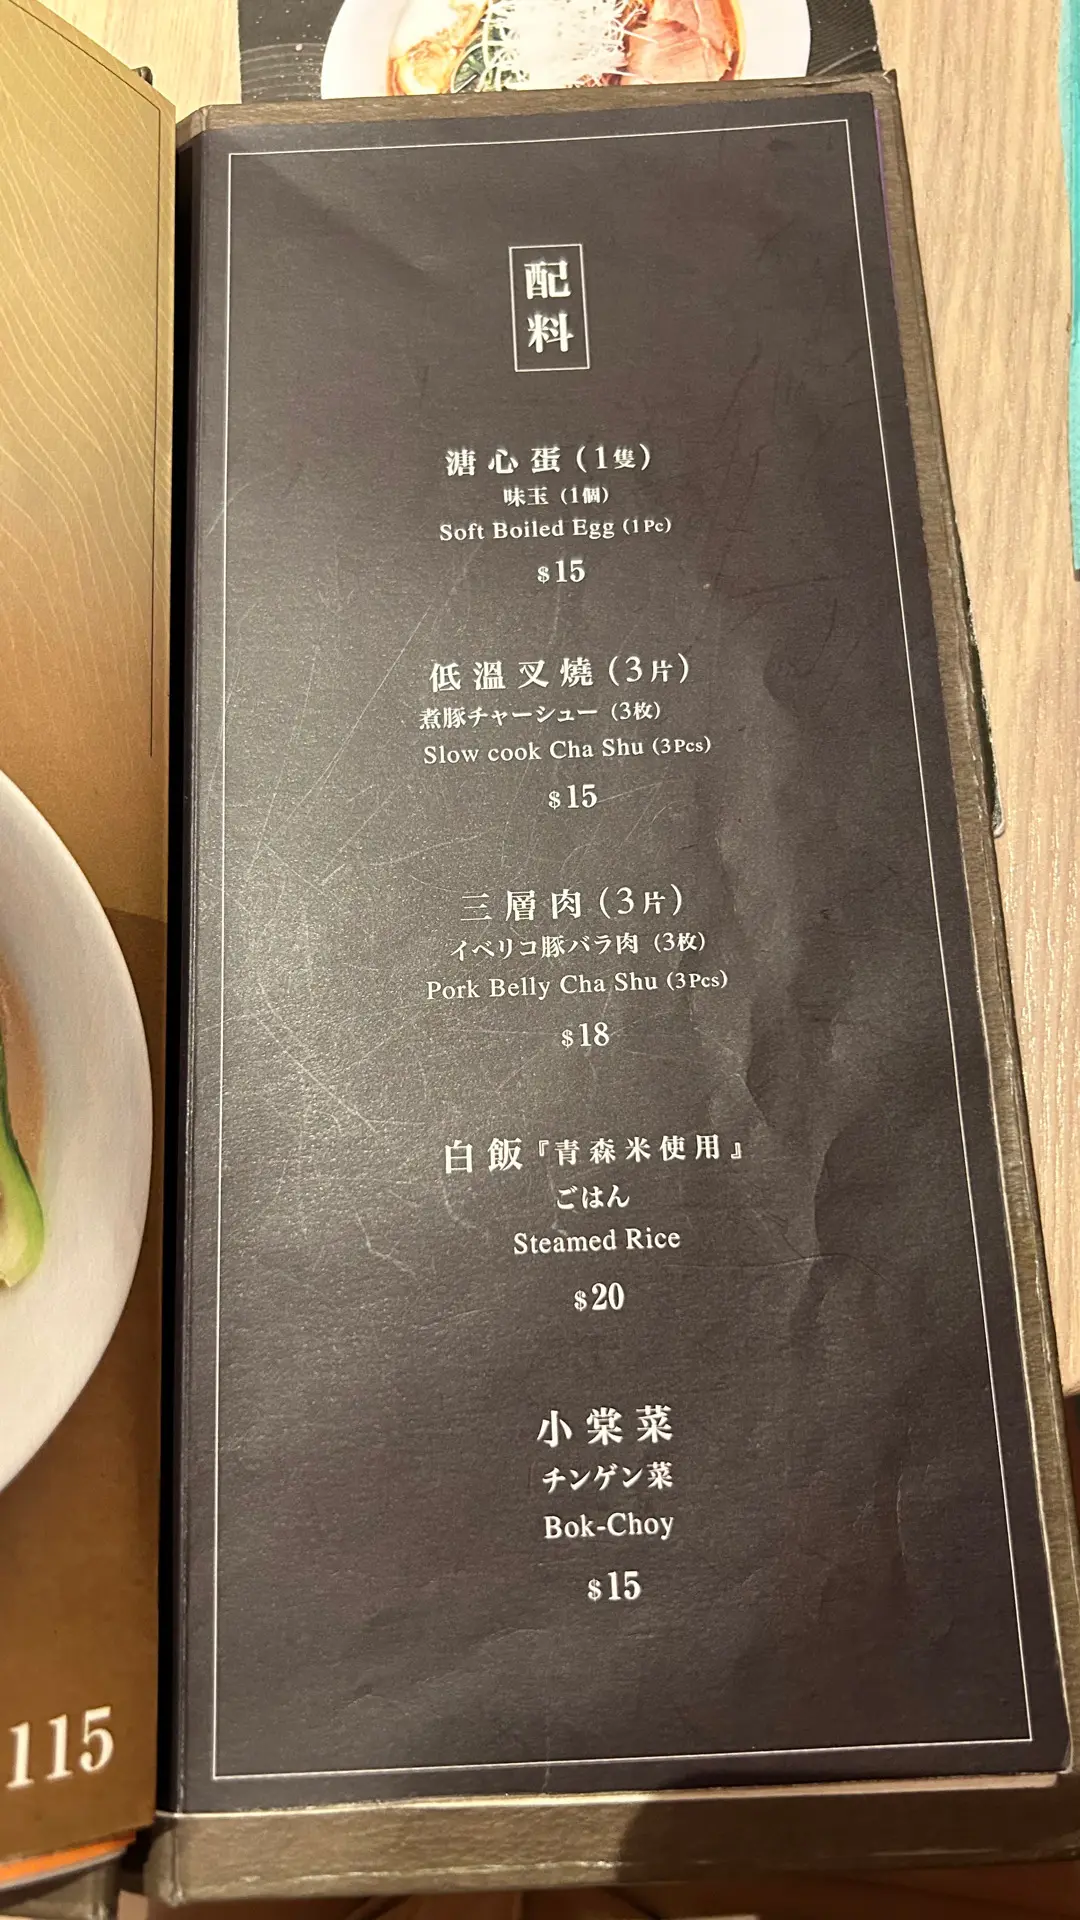 配料
溏心蛋（1隻）
味玉（1個）
Soft Boiled Egg (1Pc)
$15
低溫叉燒（3片）
煮豚チャーシュー（3枚）
Slow cook Cha Shu (3Pcs)
$15
三層肉（3片）
イベリコ豚バラ肉（3枚）
Pork Belly Cha Shu (3Pcs)
$18
白飯『青森米使用』
ごはん
Steamed Rice
$20
小棠菜
チンゲン菜
Bok-Choy
$15
115